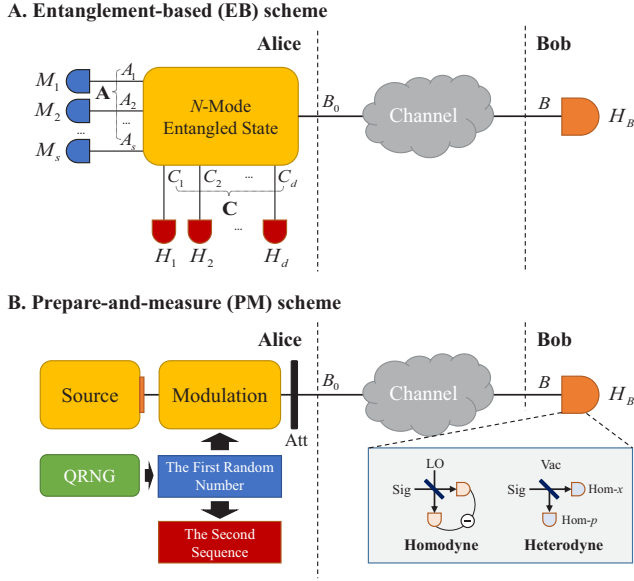 A. Entanglement-based (EB) scheme
Alice
Bob
M1
A1
M2
A
A2
...
...
Ms
As
N-Mode
Entangled State
B0
Channel
B
HB
C1
C2
...
Cd
C
H1
H2
...
Hd
B. Prepare-and-measure (PM) scheme
Alice
Bob
Source
Modulation
B0
Channel
B
HB
Att
QRNG
The First Random
Number
The Second
Sequence
LO
Sig
−
Homodyne
Vac
Sig
Hom-x
Hom-p
Heterodyne